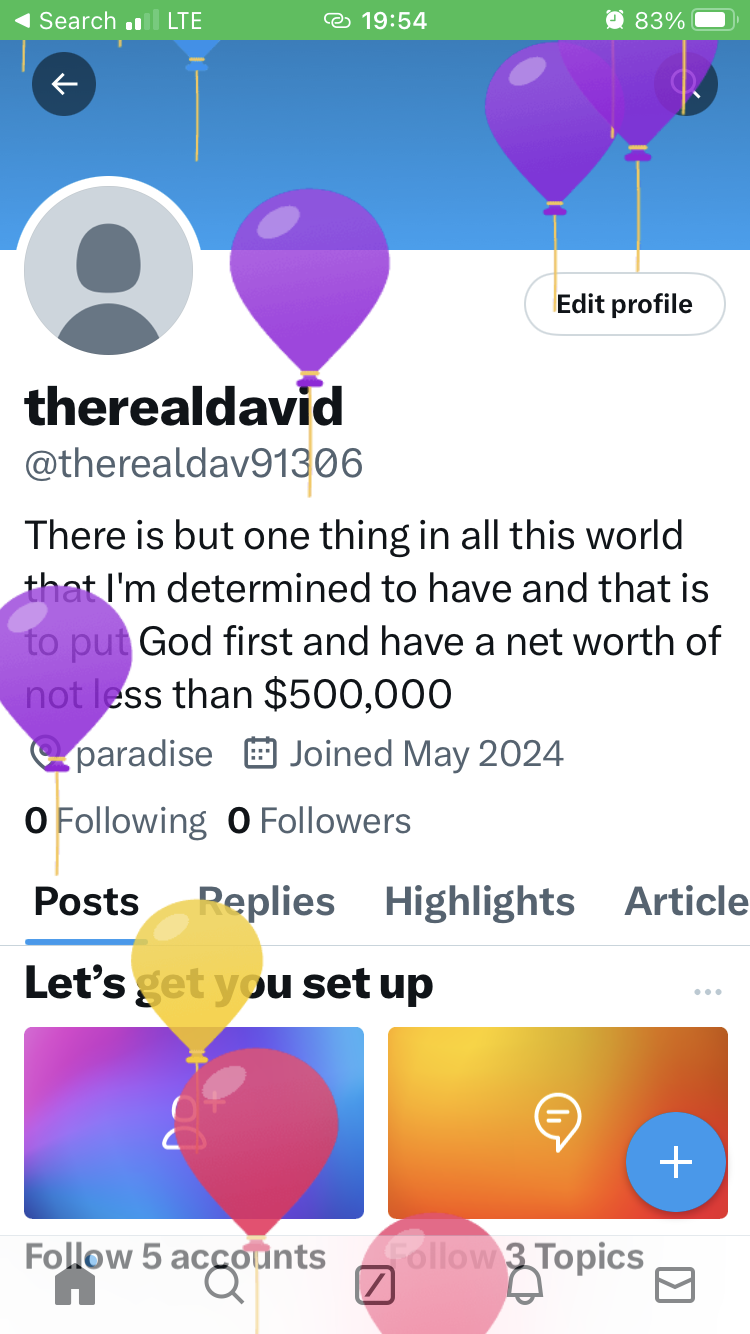 Search LTE 19:54 83%
Edit profile
therealdavid
@therealdav91306
There is but one thing in all this world
that I'm determined to have and that is
to put God first and have a net worth of
not less than $500,000
paradise Joined May 2024
0 Following 0 Followers
Posts Replies Highlights Article
Let’s get you set up
Follow 5 accounts Follow 3 Topics